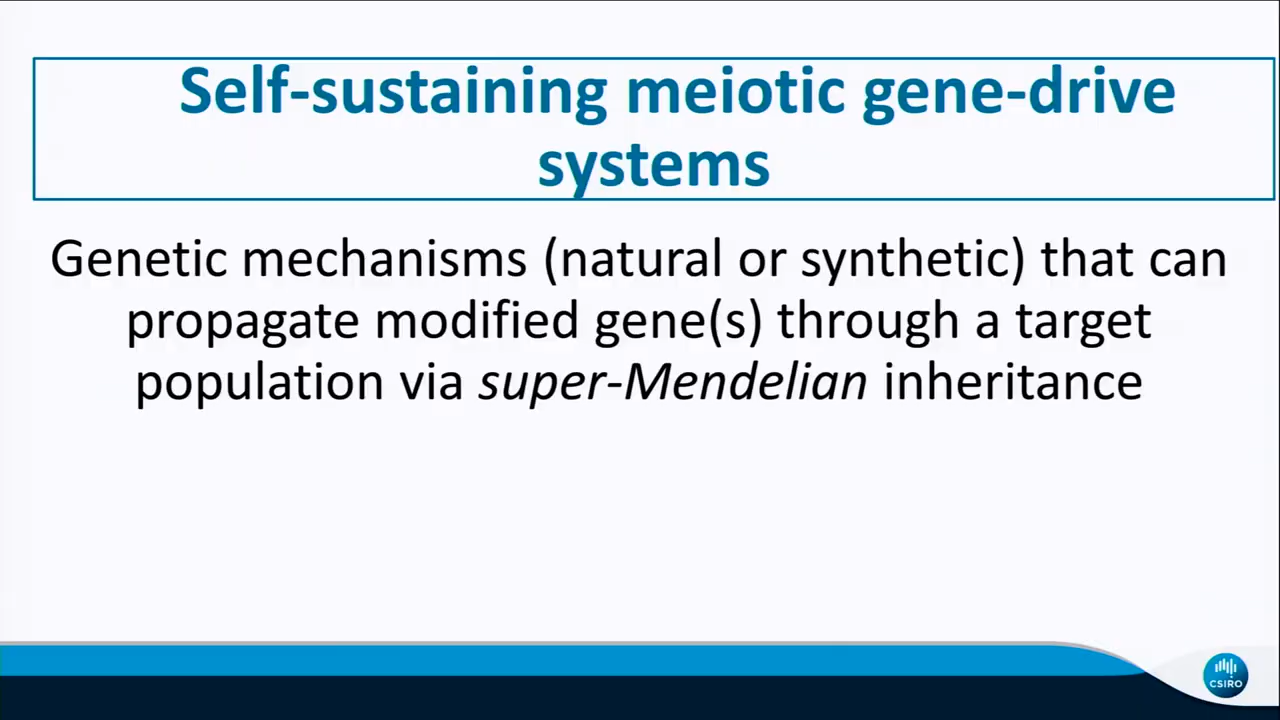 Self-sustaining meiotic gene-drive
systems
Genetic mechanisms (natural or synthetic) that can
propagate modified gene(s) through a target
population via super-Mendelian inheritance
CSIRO